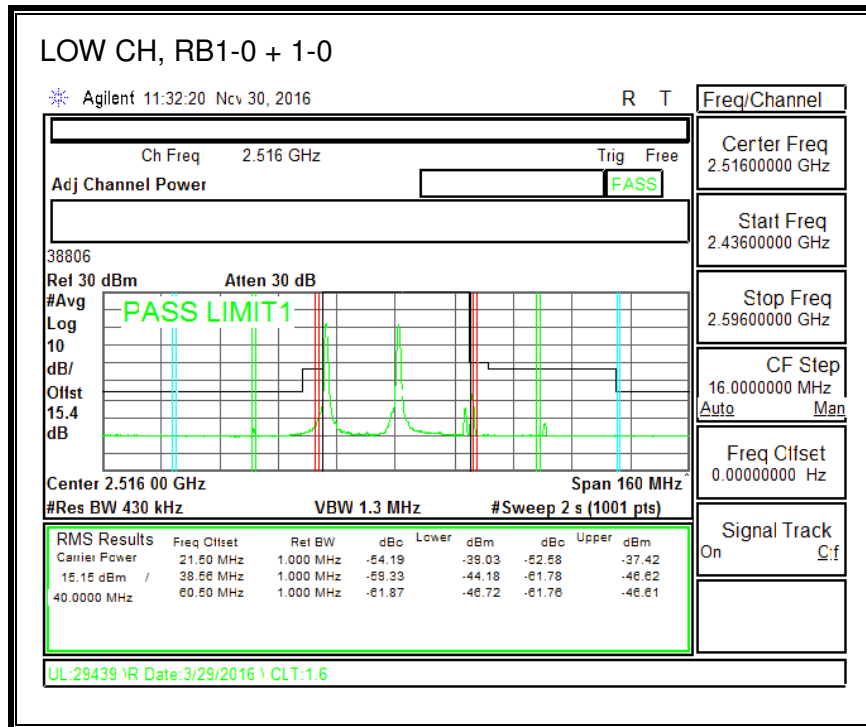 LOW CH, RB1-0 + 1-0
Agilent 11:32:20 Nov 30, 2016 R T
Freq/Channel
Ch Freq 2.516 GHz Trig Free
Adj Channel Power PASS
Center Freq
2.51600000 GHz
Start Freq
2.43600000 GHz
Stop Freq
2.59600000 GHz
CF Step
16.0000000 MHz
Auto Man
Freq Offset
0.00000000 Hz
Signal Track
On Off
38806
Ref 30 dBm Atten 30 dB
#Avg
Log
10
dB/
Offst
15.4
dB
PASS LIMIT1
Center 2.516 00 GHz Span 160 MHz
#Res BW 430 kHz VBW 1.3 MHz #Sweep 2 s (1001 pts)
RMS Results Freq Offset Ref BW dBc Lower dBm dBc Upper dBm
Carrier Power 21.50 MHz 1.000 MHz -54.19 -39.03 -52.58 -37.42
15.15 dBm / 38.56 MHz 1.000 MHz -59.33 -44.18 -61.78 -46.62
40.0000 MHz 60.50 MHz 1.000 MHz -61.87 -46.72 -61.76 -46.61
UL:29439 \R Date:3/29/2016 \ CLT:1.6